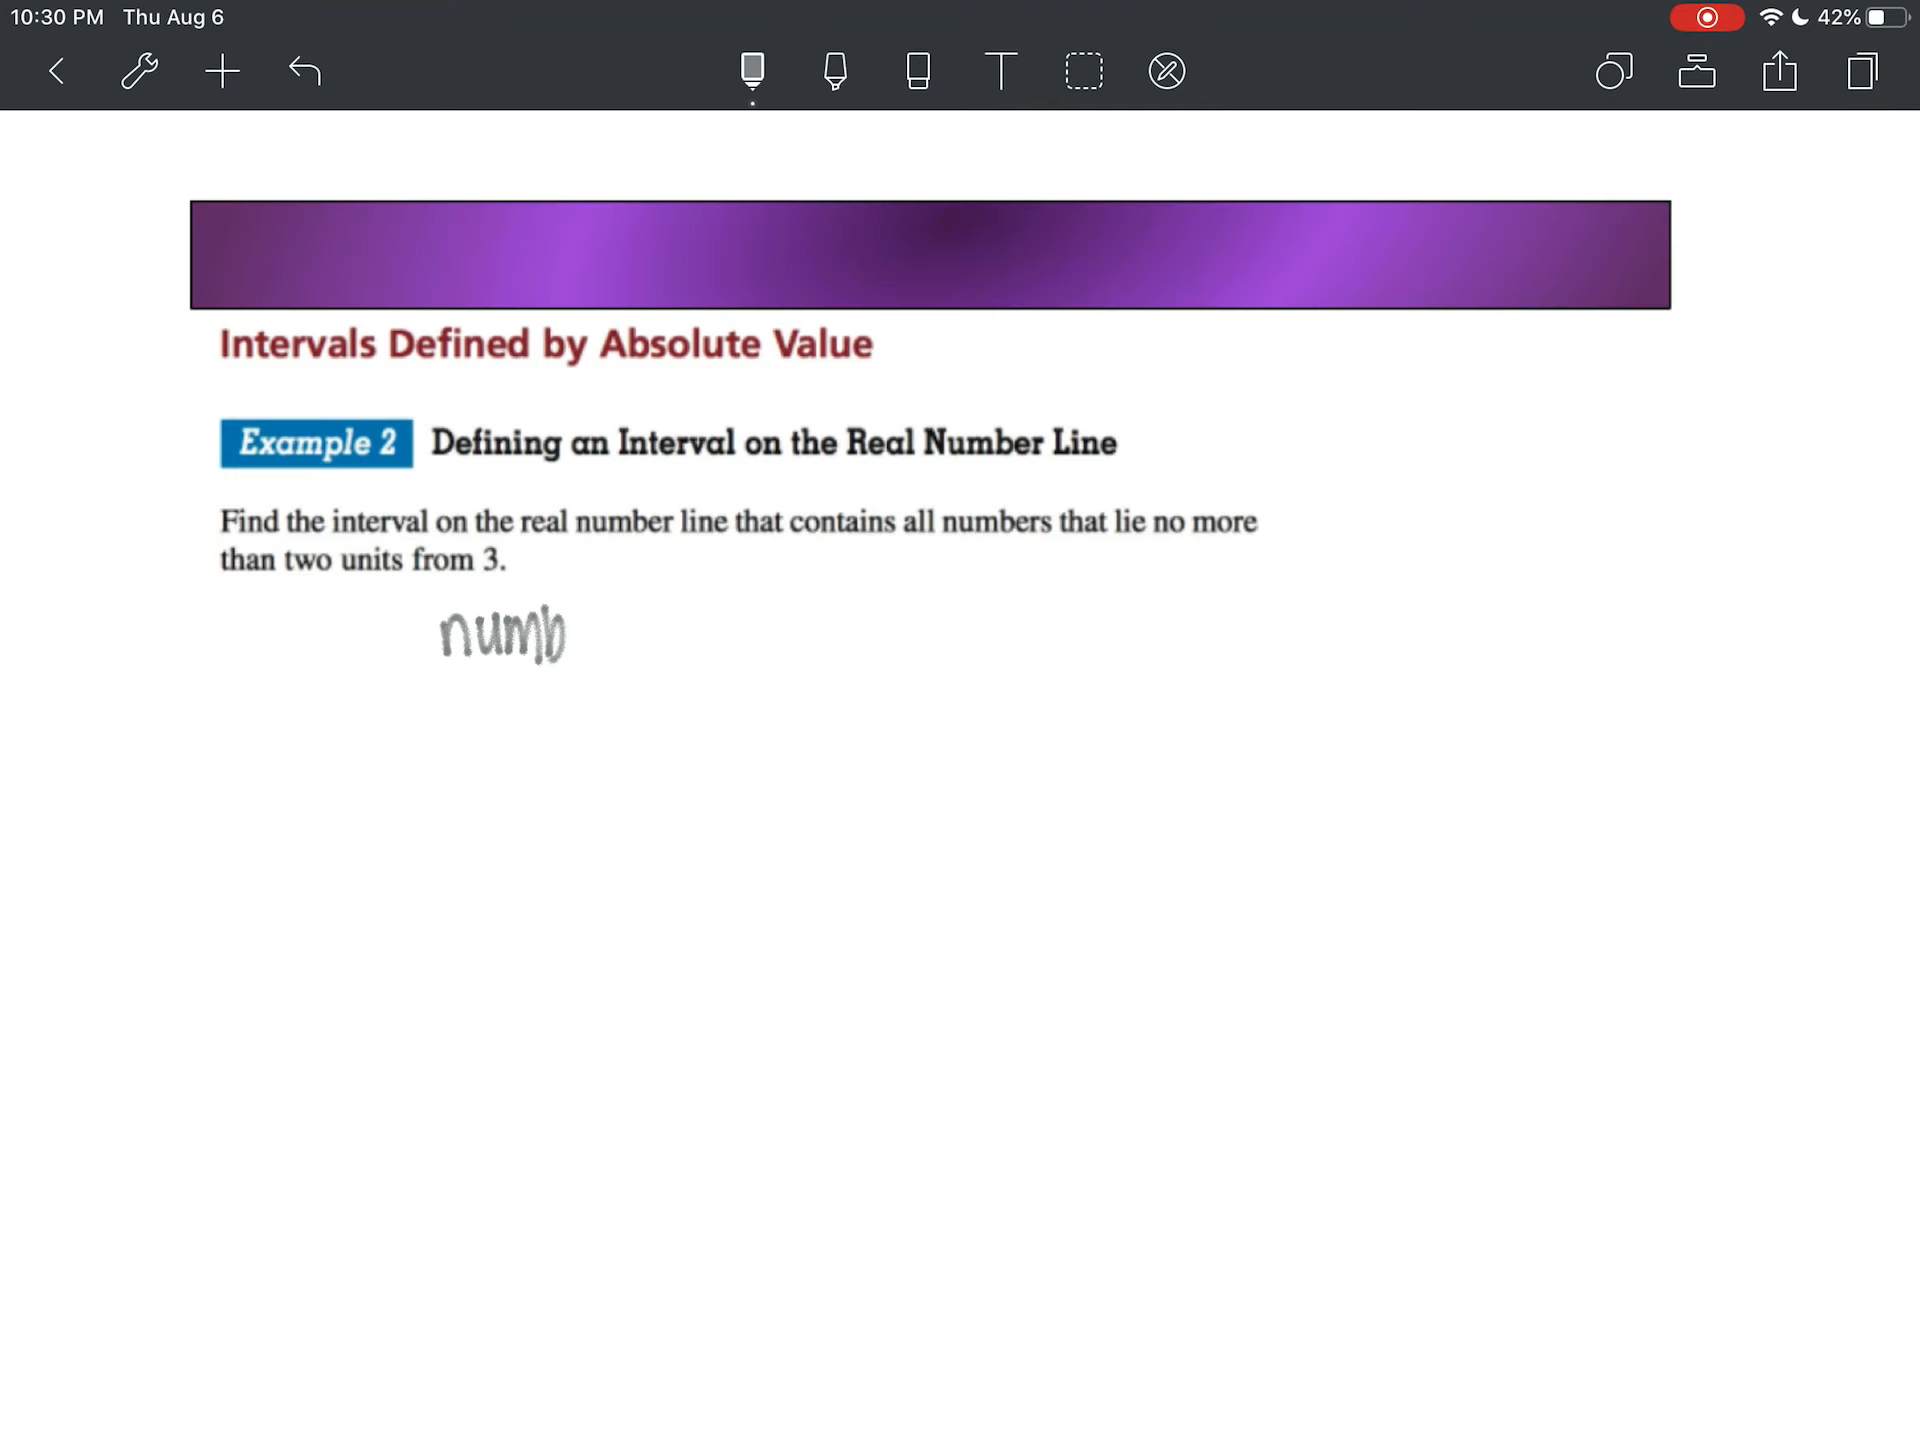 10:30 PM Thu Aug 6 42%
Intervals Defined by Absolute Value
Example 2 Defining an Interval on the Real Number Line
Find the interval on the real number line that contains all numbers that lie no more
than two units from 3.
numb